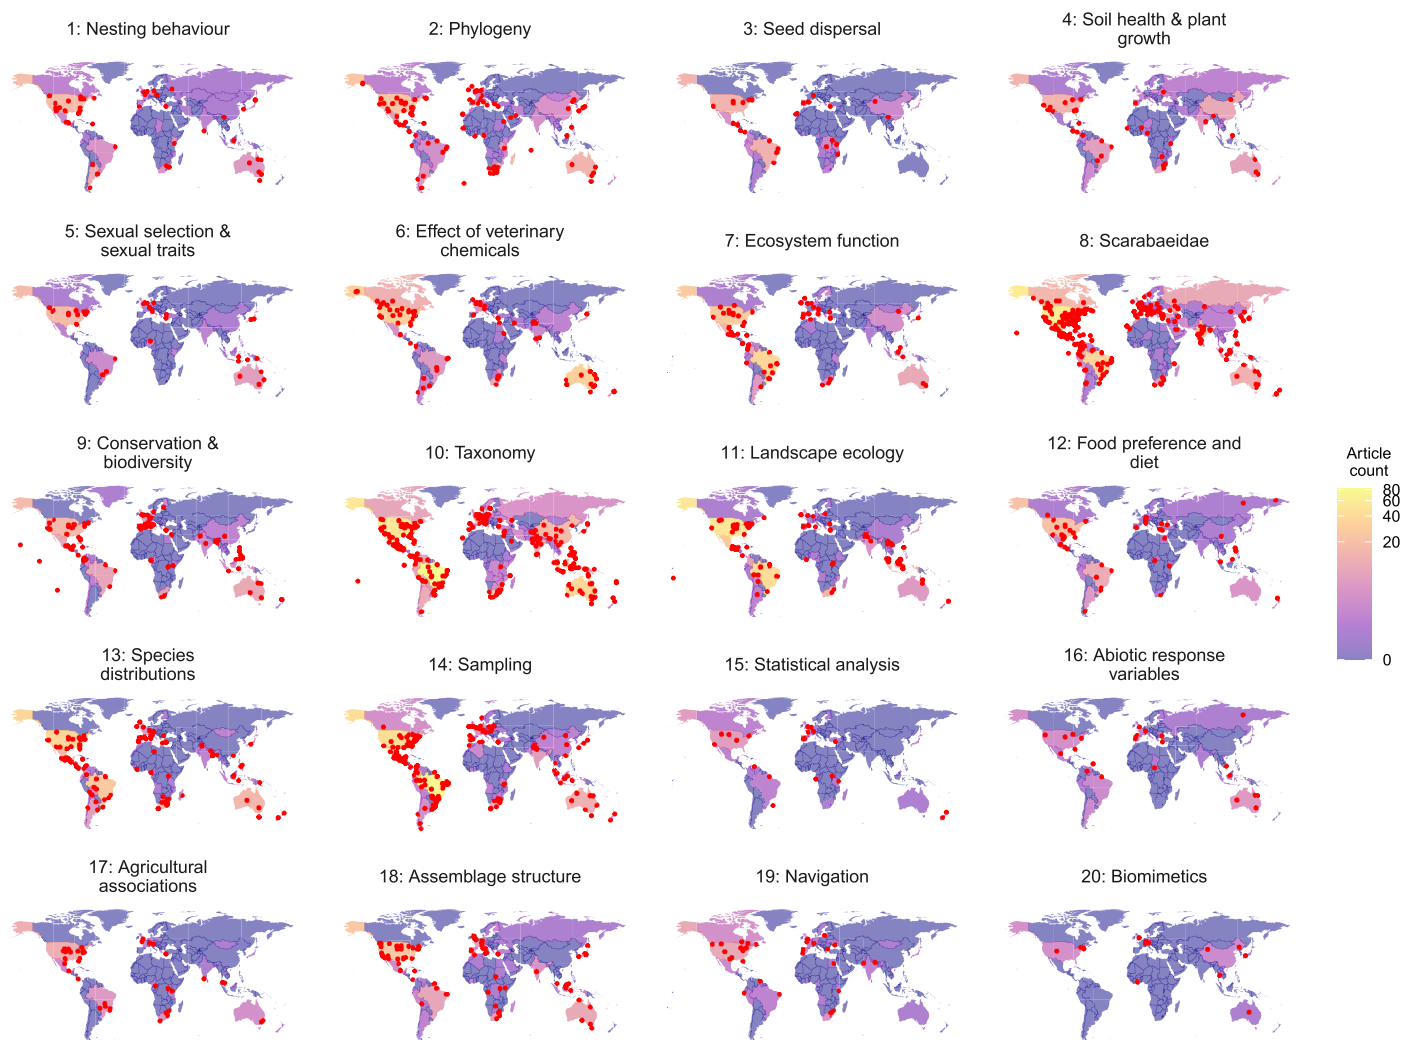 1: Nesting behaviour
2: Phylogeny
3: Seed dispersal
4: Soil health & plant
growth
5: Sexual selection &
sexual traits
6: Effect of veterinary
chemicals
7: Ecosystem function
8: Scarabaeidae
9: Conservation &
biodiversity
10: Taxonomy
11: Landscape ecology
12: Food preference and
diet
13: Species
distributions
14: Sampling
15: Statistical analysis
16: Abiotic response
variables
17: Agricultural
associations
18: Assemblage structure
19: Navigation
20: Biomimetics
Article
count
80
60
40
20
0